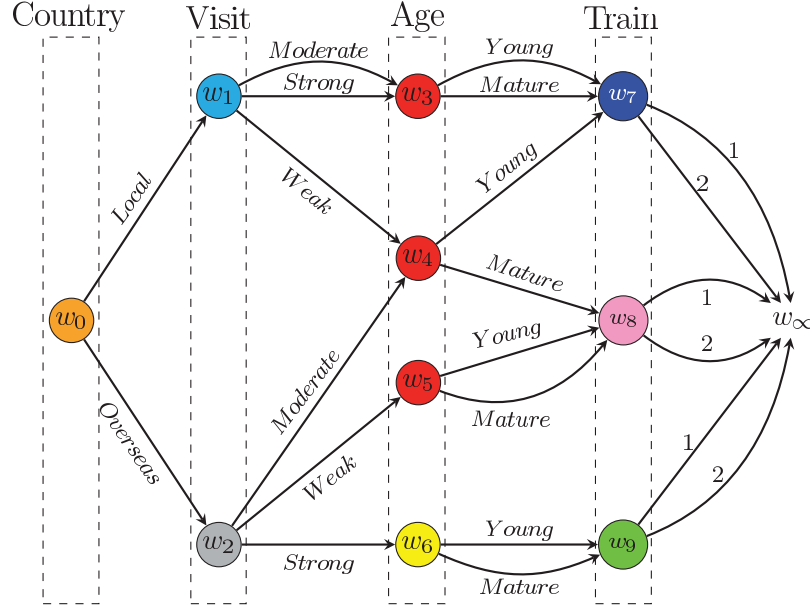 Country Visit Age Train
Moderate
Young
Strong
Mature
w₁
w₃
w₇
1
2
Local
Weak
Young
w₄
Mature
1
w₀
w₈
w∞
Young
2
Moderate
w₅
Mature
Overseas
Weak
1
2
w₂
Young
w₆
w₉
Strong
Mature